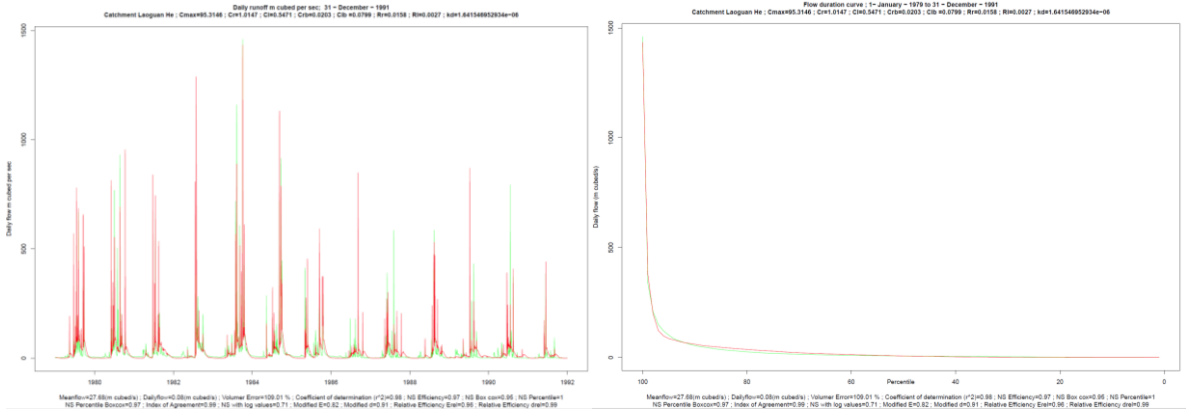 Daily runoff m cubed per sec; 31 − December − 1991
Catchment Laoguan He ; Cmax=95.3146 ; Cr=1.0147 ; Cl=0.5471 ; Crb=0.0203 ; Clb =0.0799 ; Rr=0.0158 ; Rl=0.0027 ; kd=1.641546952934e−06
Daily flow m cubed per sec
1500
1000
500
0
1980
1982
1984
1986
1988
1990
1992
Meanflow=27.68(m cubed/s) ; Dailyflow=0.08(m cubed/s) ; Volumer Error=109.01 % ; Coefficient of determination (r^2)=0.98 ; NS Efficiency=0.97 ; NS Box cox=0.95 ; NS Percentile=1
NS Percentile Boxcox=0.97 ; Index of Agreement=0.99 ; NS with log values=0.71 ; Modified E=0.82 ; Modified d=0.91 ; Relative Efficiency Erel=0.96 ; Relative Efficiency drel=0.99
Flow duration curve ; 1− January − 1979 to 31 − December − 1991
Catchment Laoguan He ; Cmax=95.3146 ; Cr=1.0147 ; Cl=0.5471 ; Crb=0.0203 ; Clb =0.0799 ; Rr=0.0158 ; Rl=0.0027 ; kd=1.641546952934e−06
Daily flow (m cubed/s)
1500
1000
500
0
100
80
60
40
20
0
Percentile
Meanflow=27.68(m cubed/s) ; Dailyflow=0.08(m cubed/s) ; Volumer Error=109.01 % ; Coefficient of determination (r^2)=0.98 ; NS Efficiency=0.97 ; NS Box cox=0.95 ; NS Percentile=1
NS Percentile Boxcox=0.97 ; Index of Agreement=0.99 ; NS with log values=0.71 ; Modified E=0.82 ; Modified d=0.91 ; Relative Efficiency Erel=0.96 ; Relative Efficiency drel=0.99